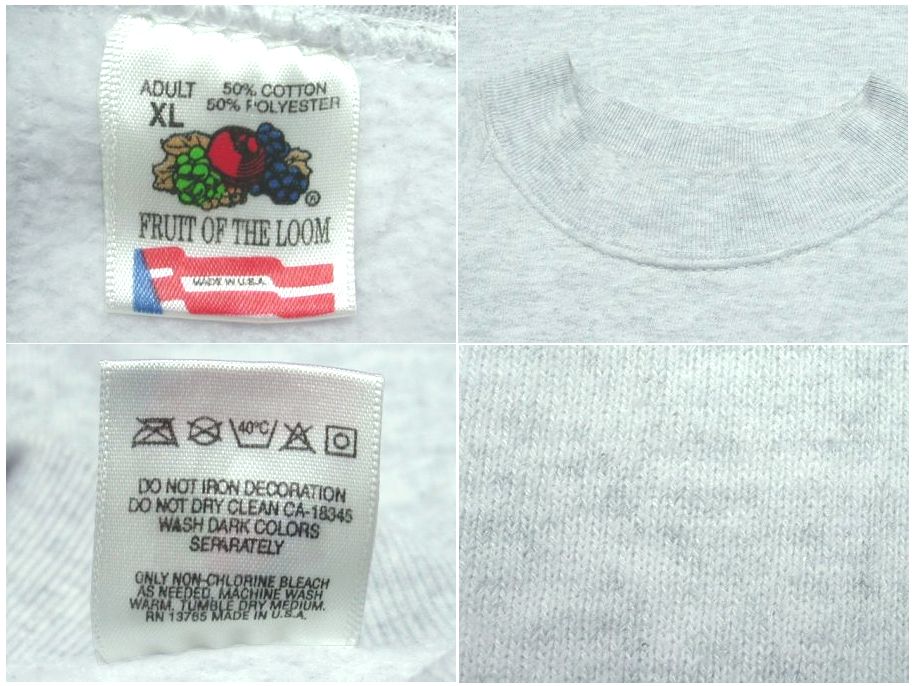 ADULT 50% COTTON
XL 50% POLYESTER
®
FRUIT OF THE LOOM
MADE IN U.S.A.
40°C
DO NOT IRON DECORATION
DO NOT DRY CLEAN CA-18345
WASH DARK COLORS
SEPARATELY
ONLY NON-CHLORINE BLEACH
AS NEEDED. MACHINE WASH
WARM. TUMBLE DRY MEDIUM.
RN 13765 MADE IN U.S.A.